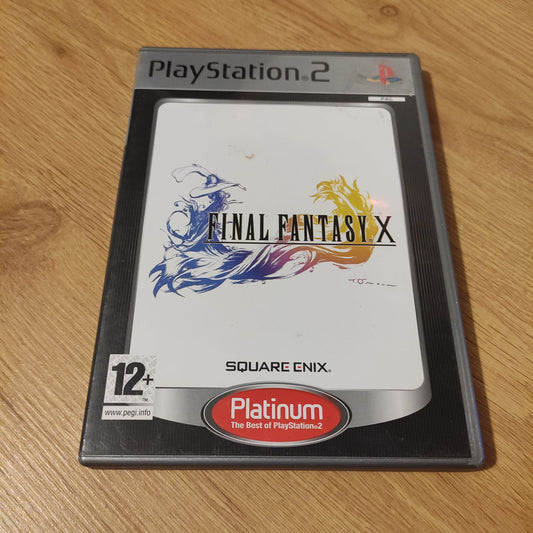 PlayStation®2
PAL
FINAL FANTASY X
SQUARE ENIX®
12+
www.pegi.info
Platinum
The Best of PlayStation®2